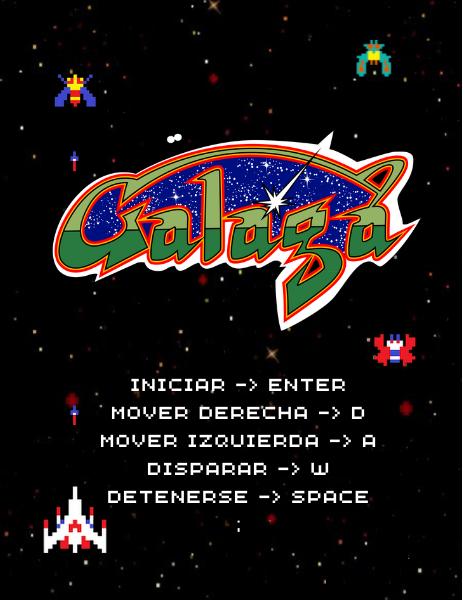 Galaga
INICIAR -> ENTER
MOVER DERECHA -> D
MOVER IZQUIERDA -> A
DISPARAR -> W
DETENERSE -> SPACE
;